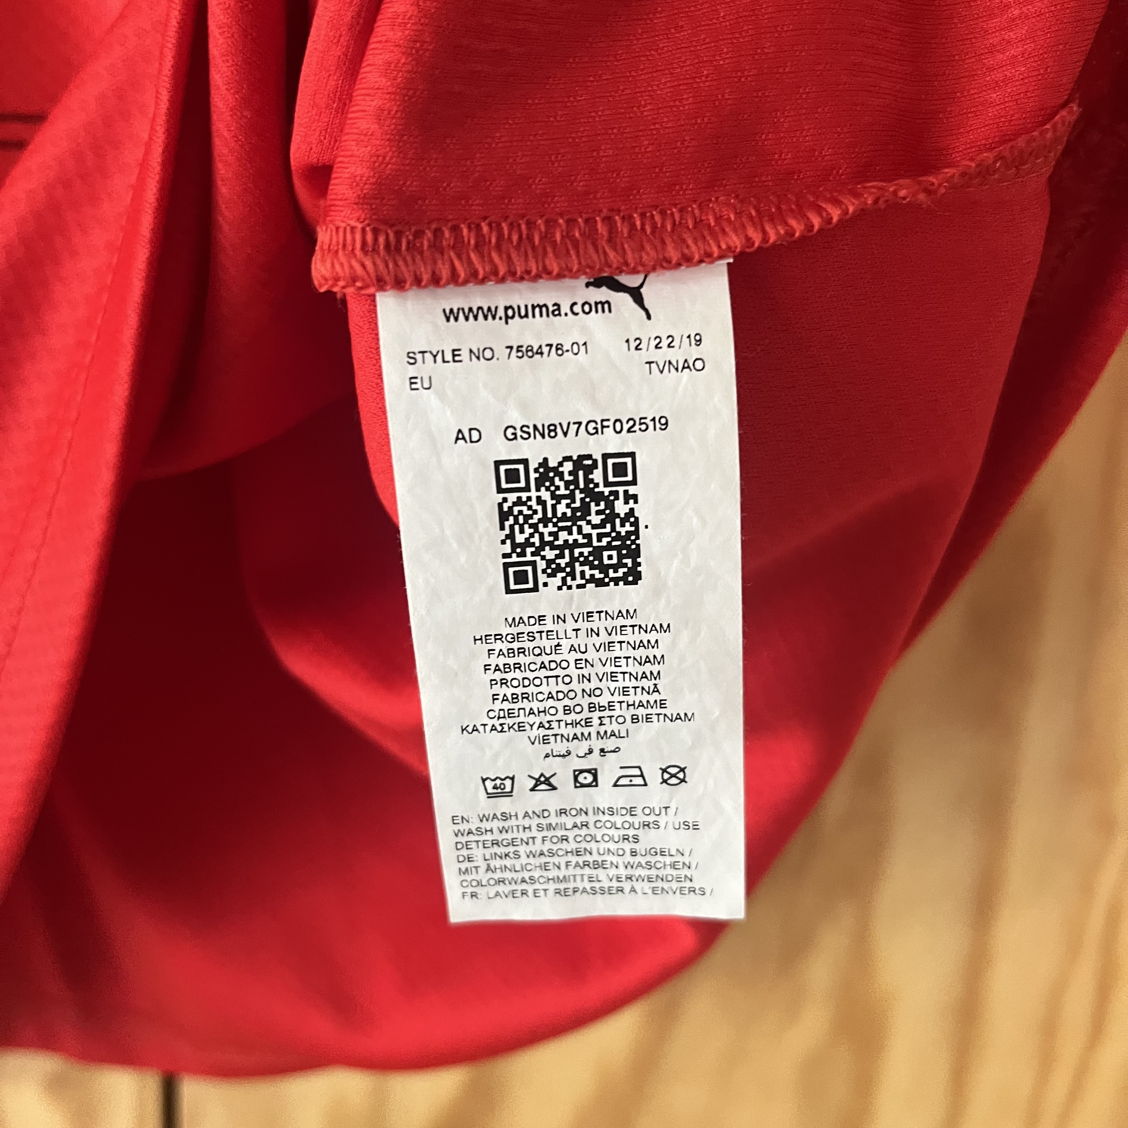 www.puma.com
STYLE NO. 756476-01 12/22/19
EU TVNAO
AD GSN8V7GF02519
MADE IN VIETNAM
HERGESTELLT IN VIETNAM
FABRIQUÉ AU VIETNAM
FABRICADO EN VIETNAM
PRODOTTO IN VIETNAM
FABRICADO NO VIETNÃ
СДЕЛАНО ВО ВЬЕТНАМЕ
ΚΑΤΑΣΚΕΥΑΣΤΗΚΕ ΣΤΟ ΒΙΕΤΝΑΜ
VİETNAM MALI
صنع في فيتنام
40
EN: WASH AND IRON INSIDE OUT /
WASH WITH SIMILAR COLOURS / USE
DETERGENT FOR COLOURS
DE: LINKS WASCHEN UND BÜGELN /
MIT ÄHNLICHEN FARBEN WASCHEN /
COLORWASCHMITTEL VERWENDEN
FR: LAVER ET REPASSER À L'ENVERS /